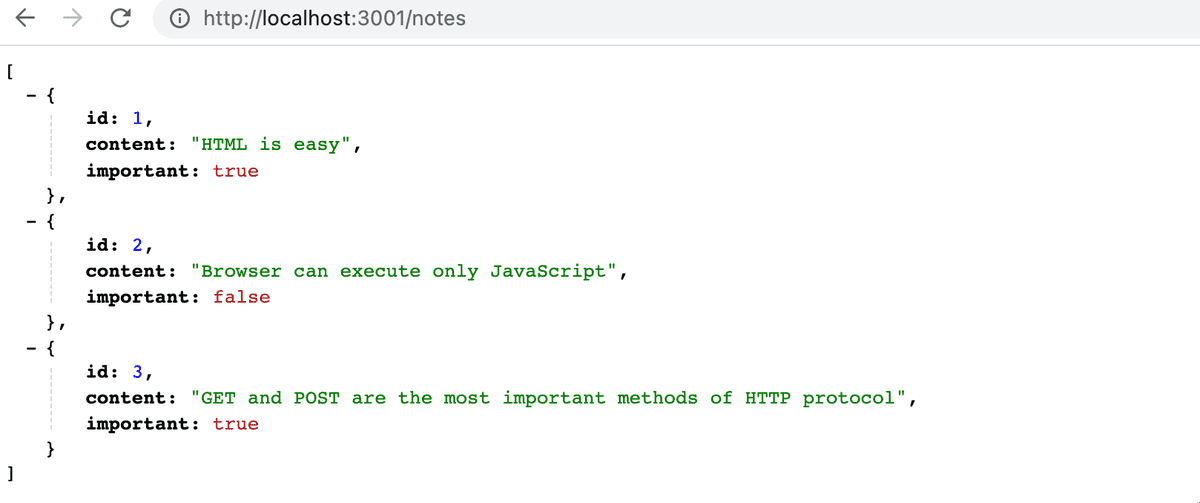 http://localhost:3001/notes
[
- {
id: 1,
content: "HTML is easy",
important: true
},
- {
id: 2,
content: "Browser can execute only JavaScript",
important: false
},
- {
id: 3,
content: "GET and POST are the most important methods of HTTP protocol",
important: true
}
]